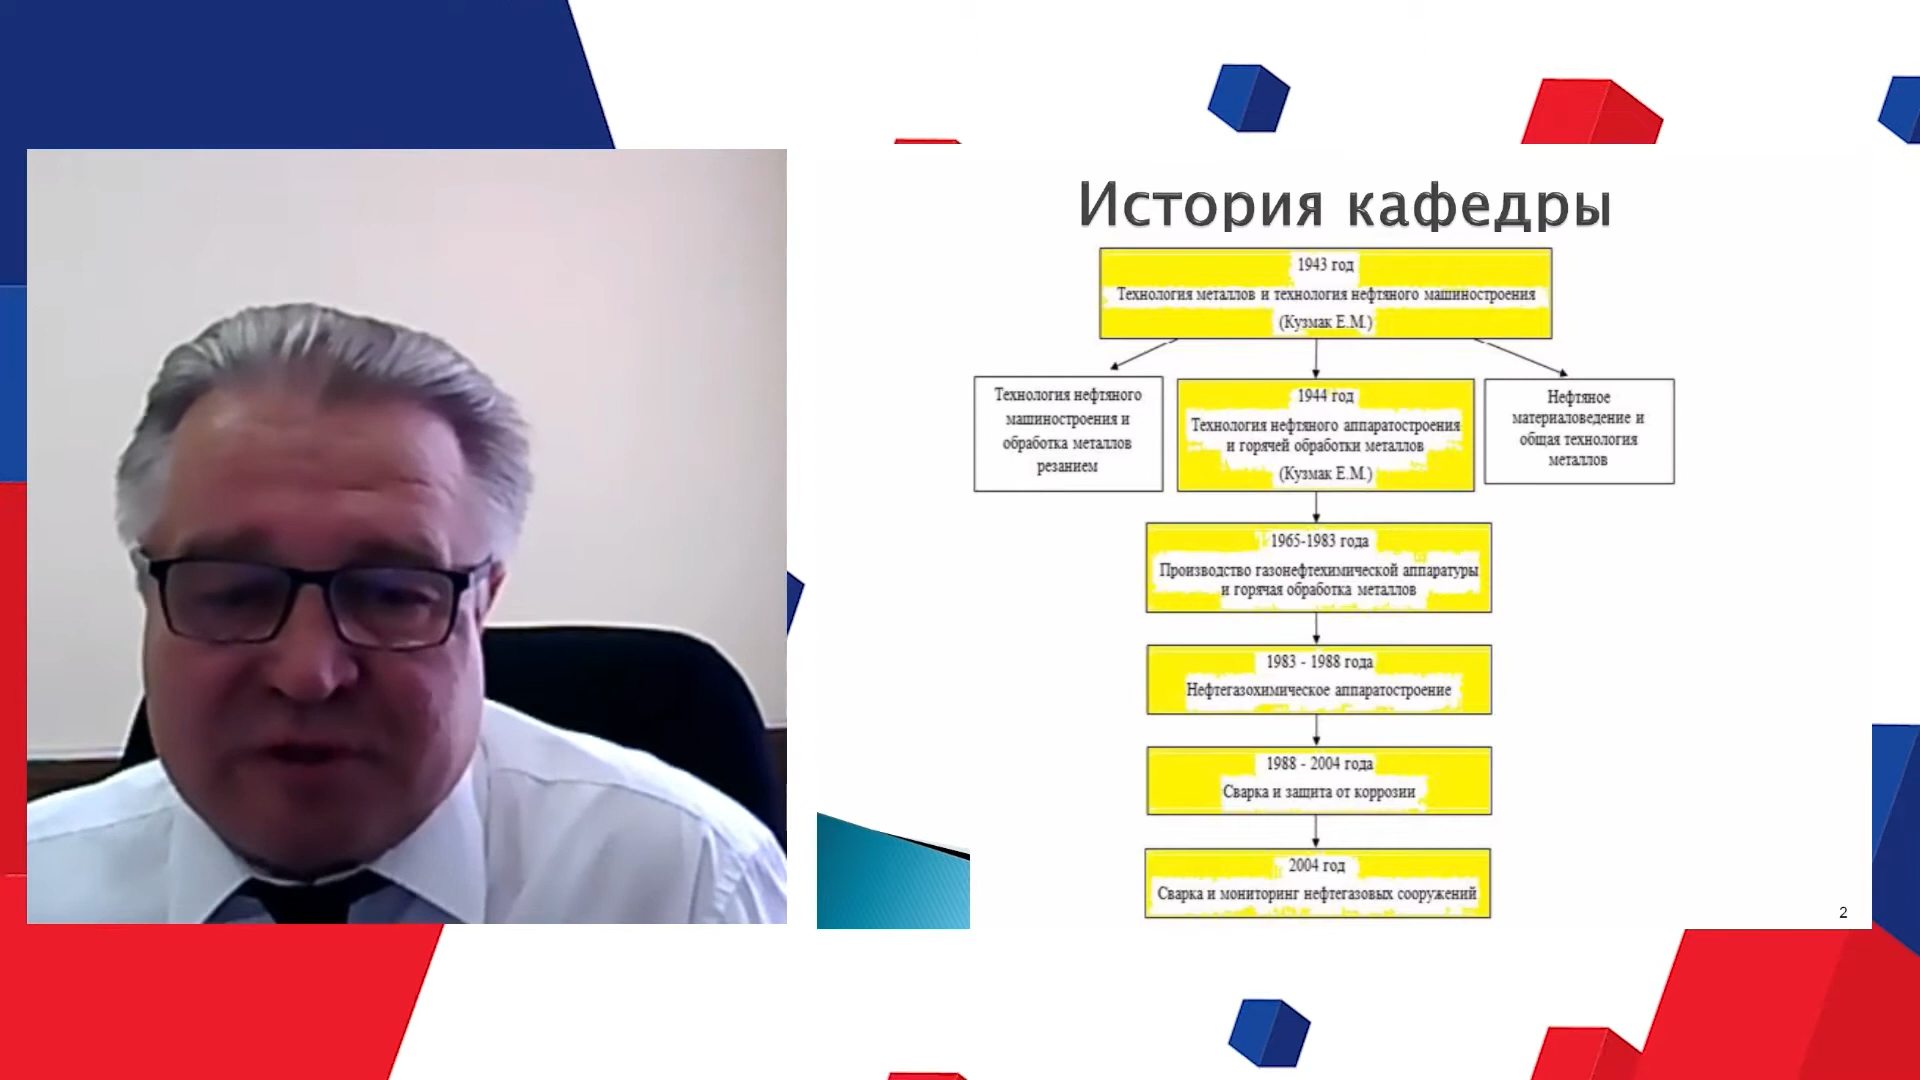 История кафедры
1943 год
Технология металлов и технология нефтяного машиностроения
(Кузмак Е.М.)
Технология нефтяного
машиностроения и
обработка металлов
резанием
1944 год
Технология нефтяного аппаратостроения
и горячей обработки металлов
(Кузмак Е.М.)
Нефтяное
материаловедение и
общая технология
металлов
1965-1983 года
Производство газонефтехимической аппаратуры
и горячая обработка металлов
1983 - 1988 года
Нефтегазохимическое аппаратостроение
1988 - 2004 года
Сварка и защита от коррозии
2004 год
Сварка и мониторинг нефтегазовых сооружений
2